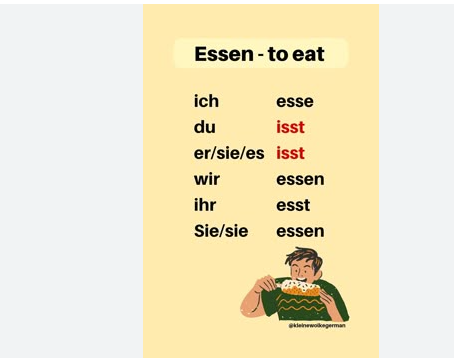 Essen - to eat
ich esse
du isst
er/sie/es isst
wir essen
ihr esst
Sie/sie essen
@kleinewolkegerman